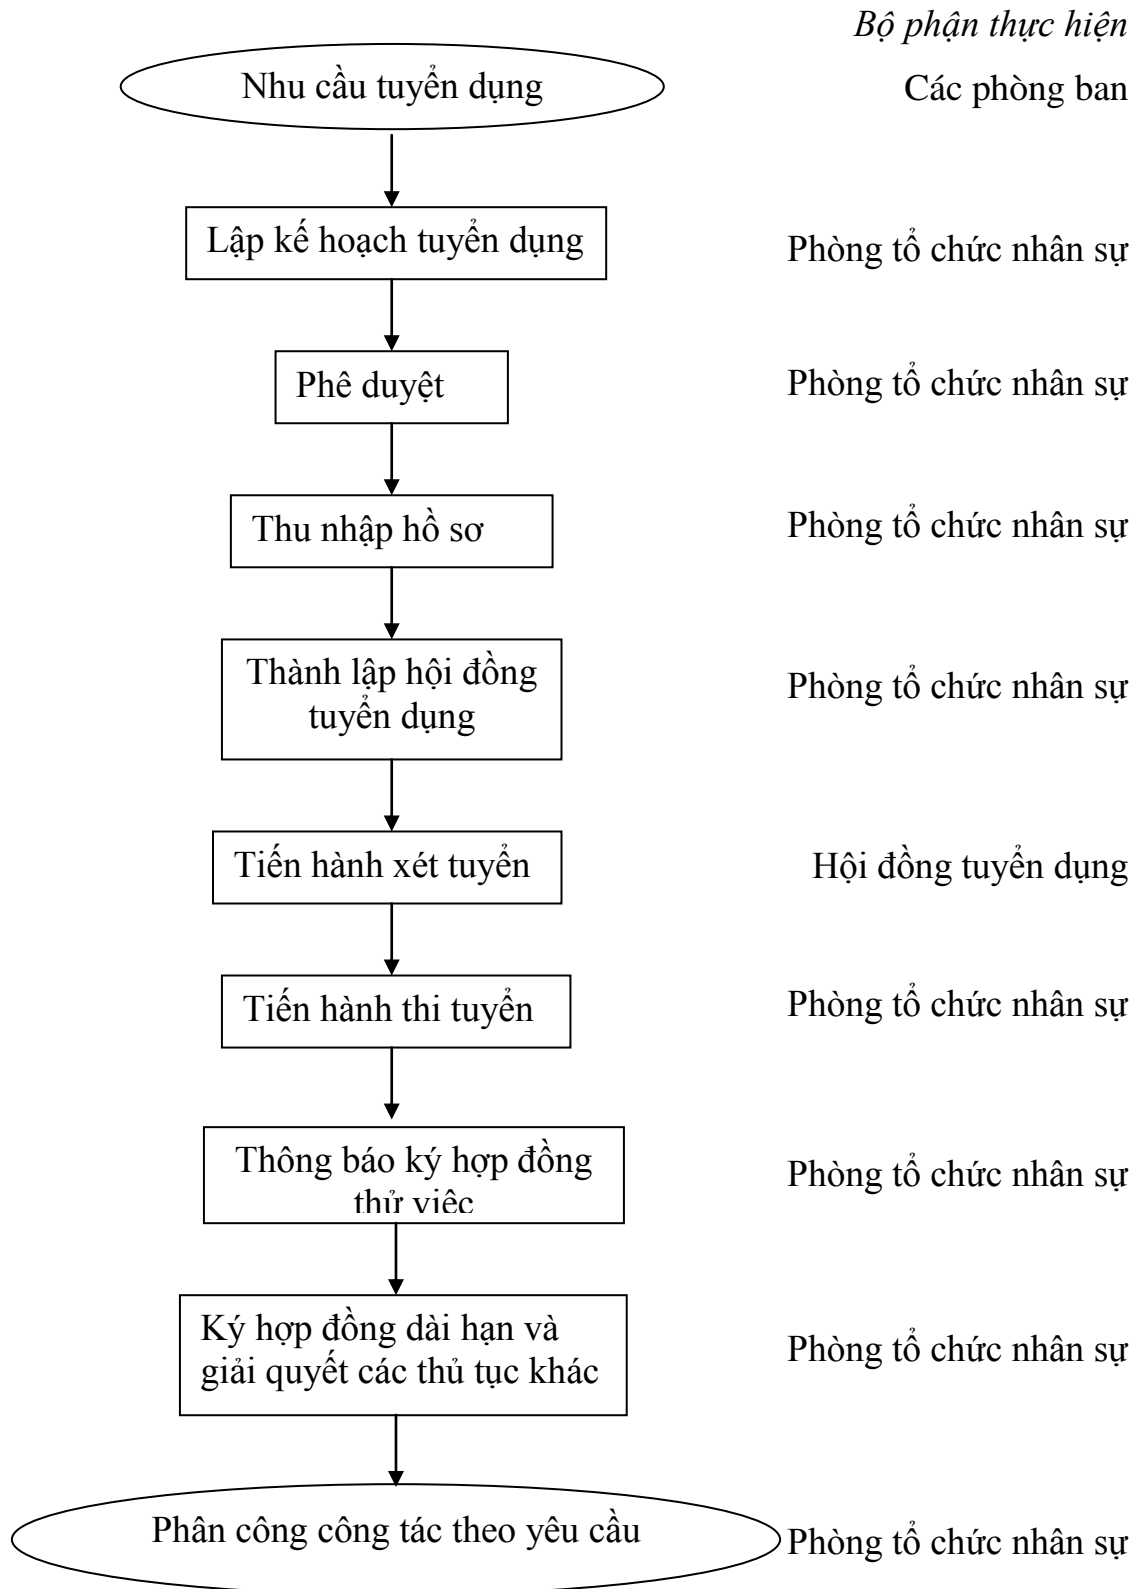 Bộ phận thực hiện
Nhu cầu tuyển dụng
Các phòng ban
Lập kế hoạch tuyển dụng
Phòng tổ chức nhân sự
Phê duyệt
Phòng tổ chức nhân sự
Thu nhập hồ sơ
Phòng tổ chức nhân sự
Thành lập hội đồng
tuyển dụng
Phòng tổ chức nhân sự
Tiến hành xét tuyển
Hội đồng tuyển dụng
Tiến hành thi tuyển
Phòng tổ chức nhân sự
Thông báo ký hợp đồng
thử việc
Phòng tổ chức nhân sự
Ký hợp đồng dài hạn và
giải quyết các thủ tục khác
Phòng tổ chức nhân sự
Phân công công tác theo yêu cầu
Phòng tổ chức nhân sự